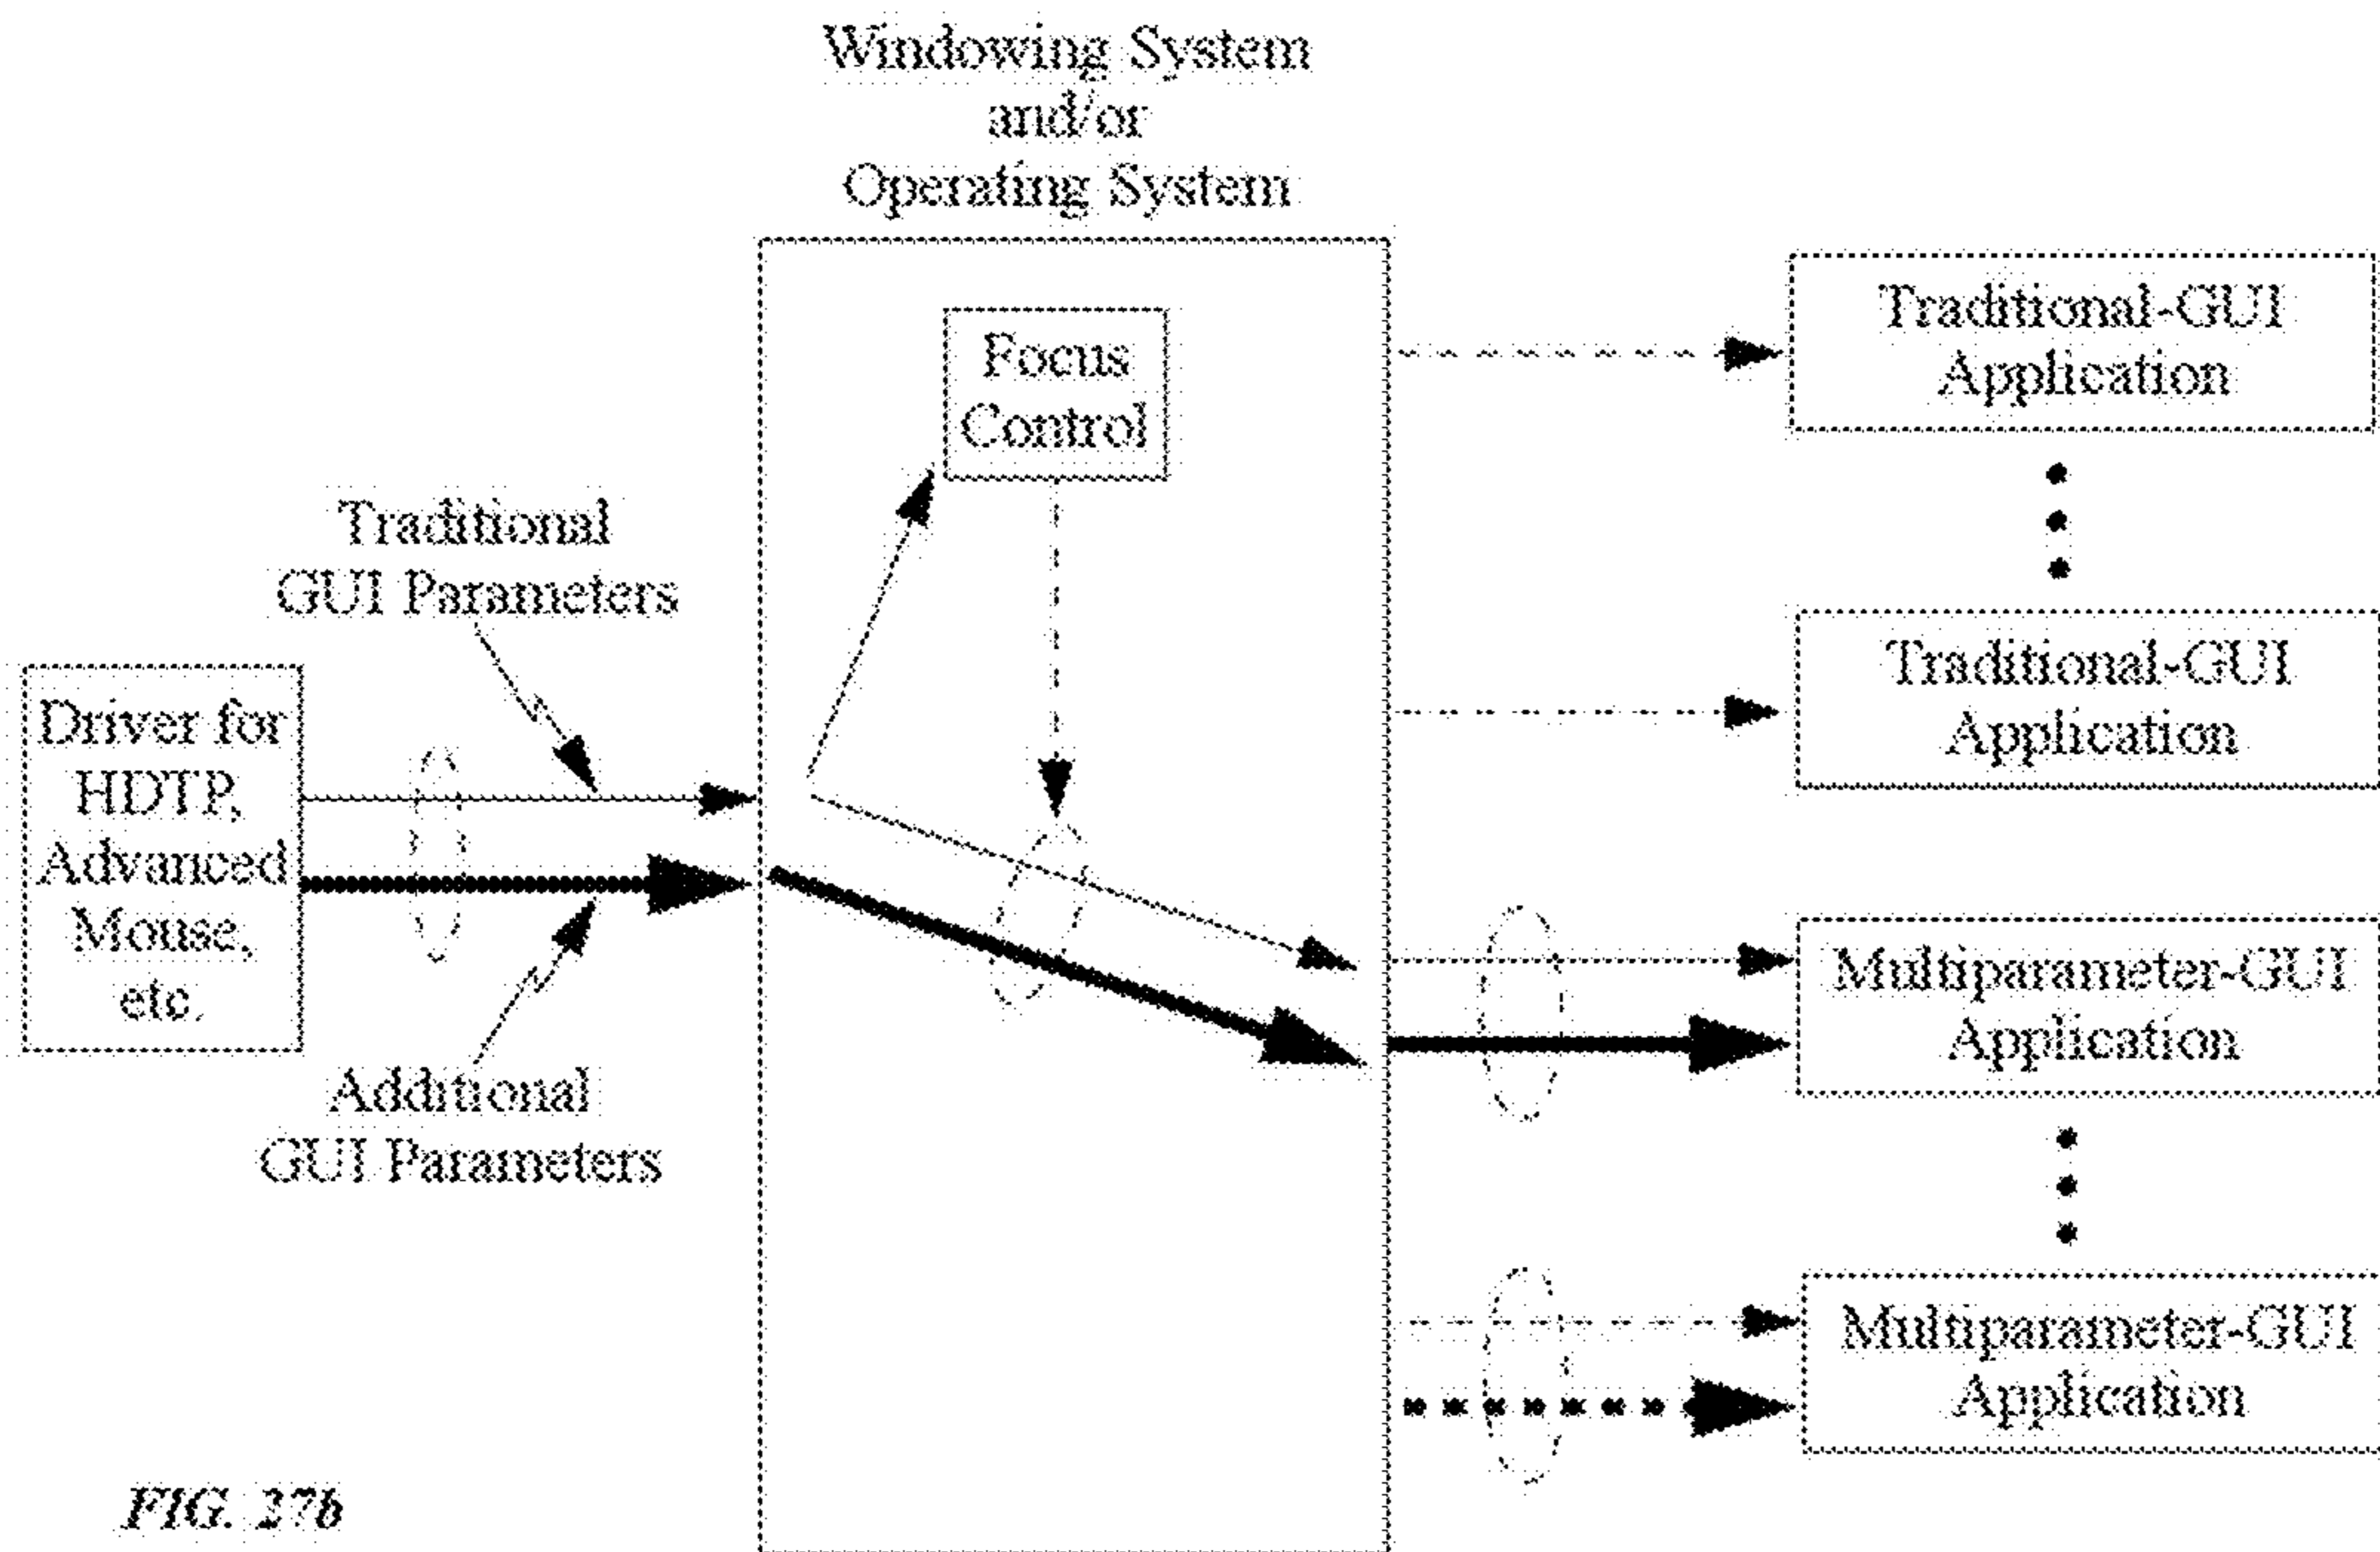 Windowing System
and/or
Operating System
Focus
Control
Traditional
GUI Parameters
Driver for
HDTP,
Advanced
Mouse,
etc.
Additional
GUI Parameters
Traditional-GUI
Application
Traditional-GUI
Application
Multiparameter-GUI
Application
Multiparameter-GUI
Application
FIG. 27b